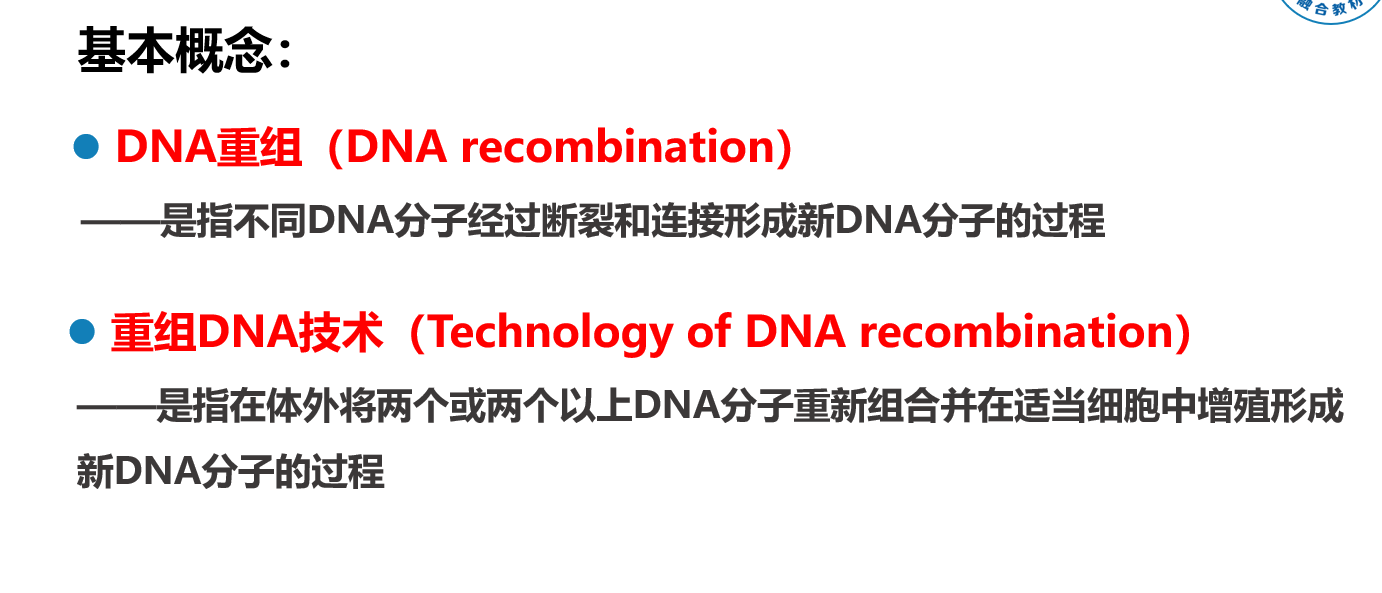 融合教材
基本概念：
DNA重组（DNA recombination）
——是指不同DNA分子经过断裂和连接形成新DNA分子的过程
重组DNA技术（Technology of DNA recombination）
——是指在体外将两个或两个以上DNA分子重新组合并在适当细胞中增殖形成
新DNA分子的过程